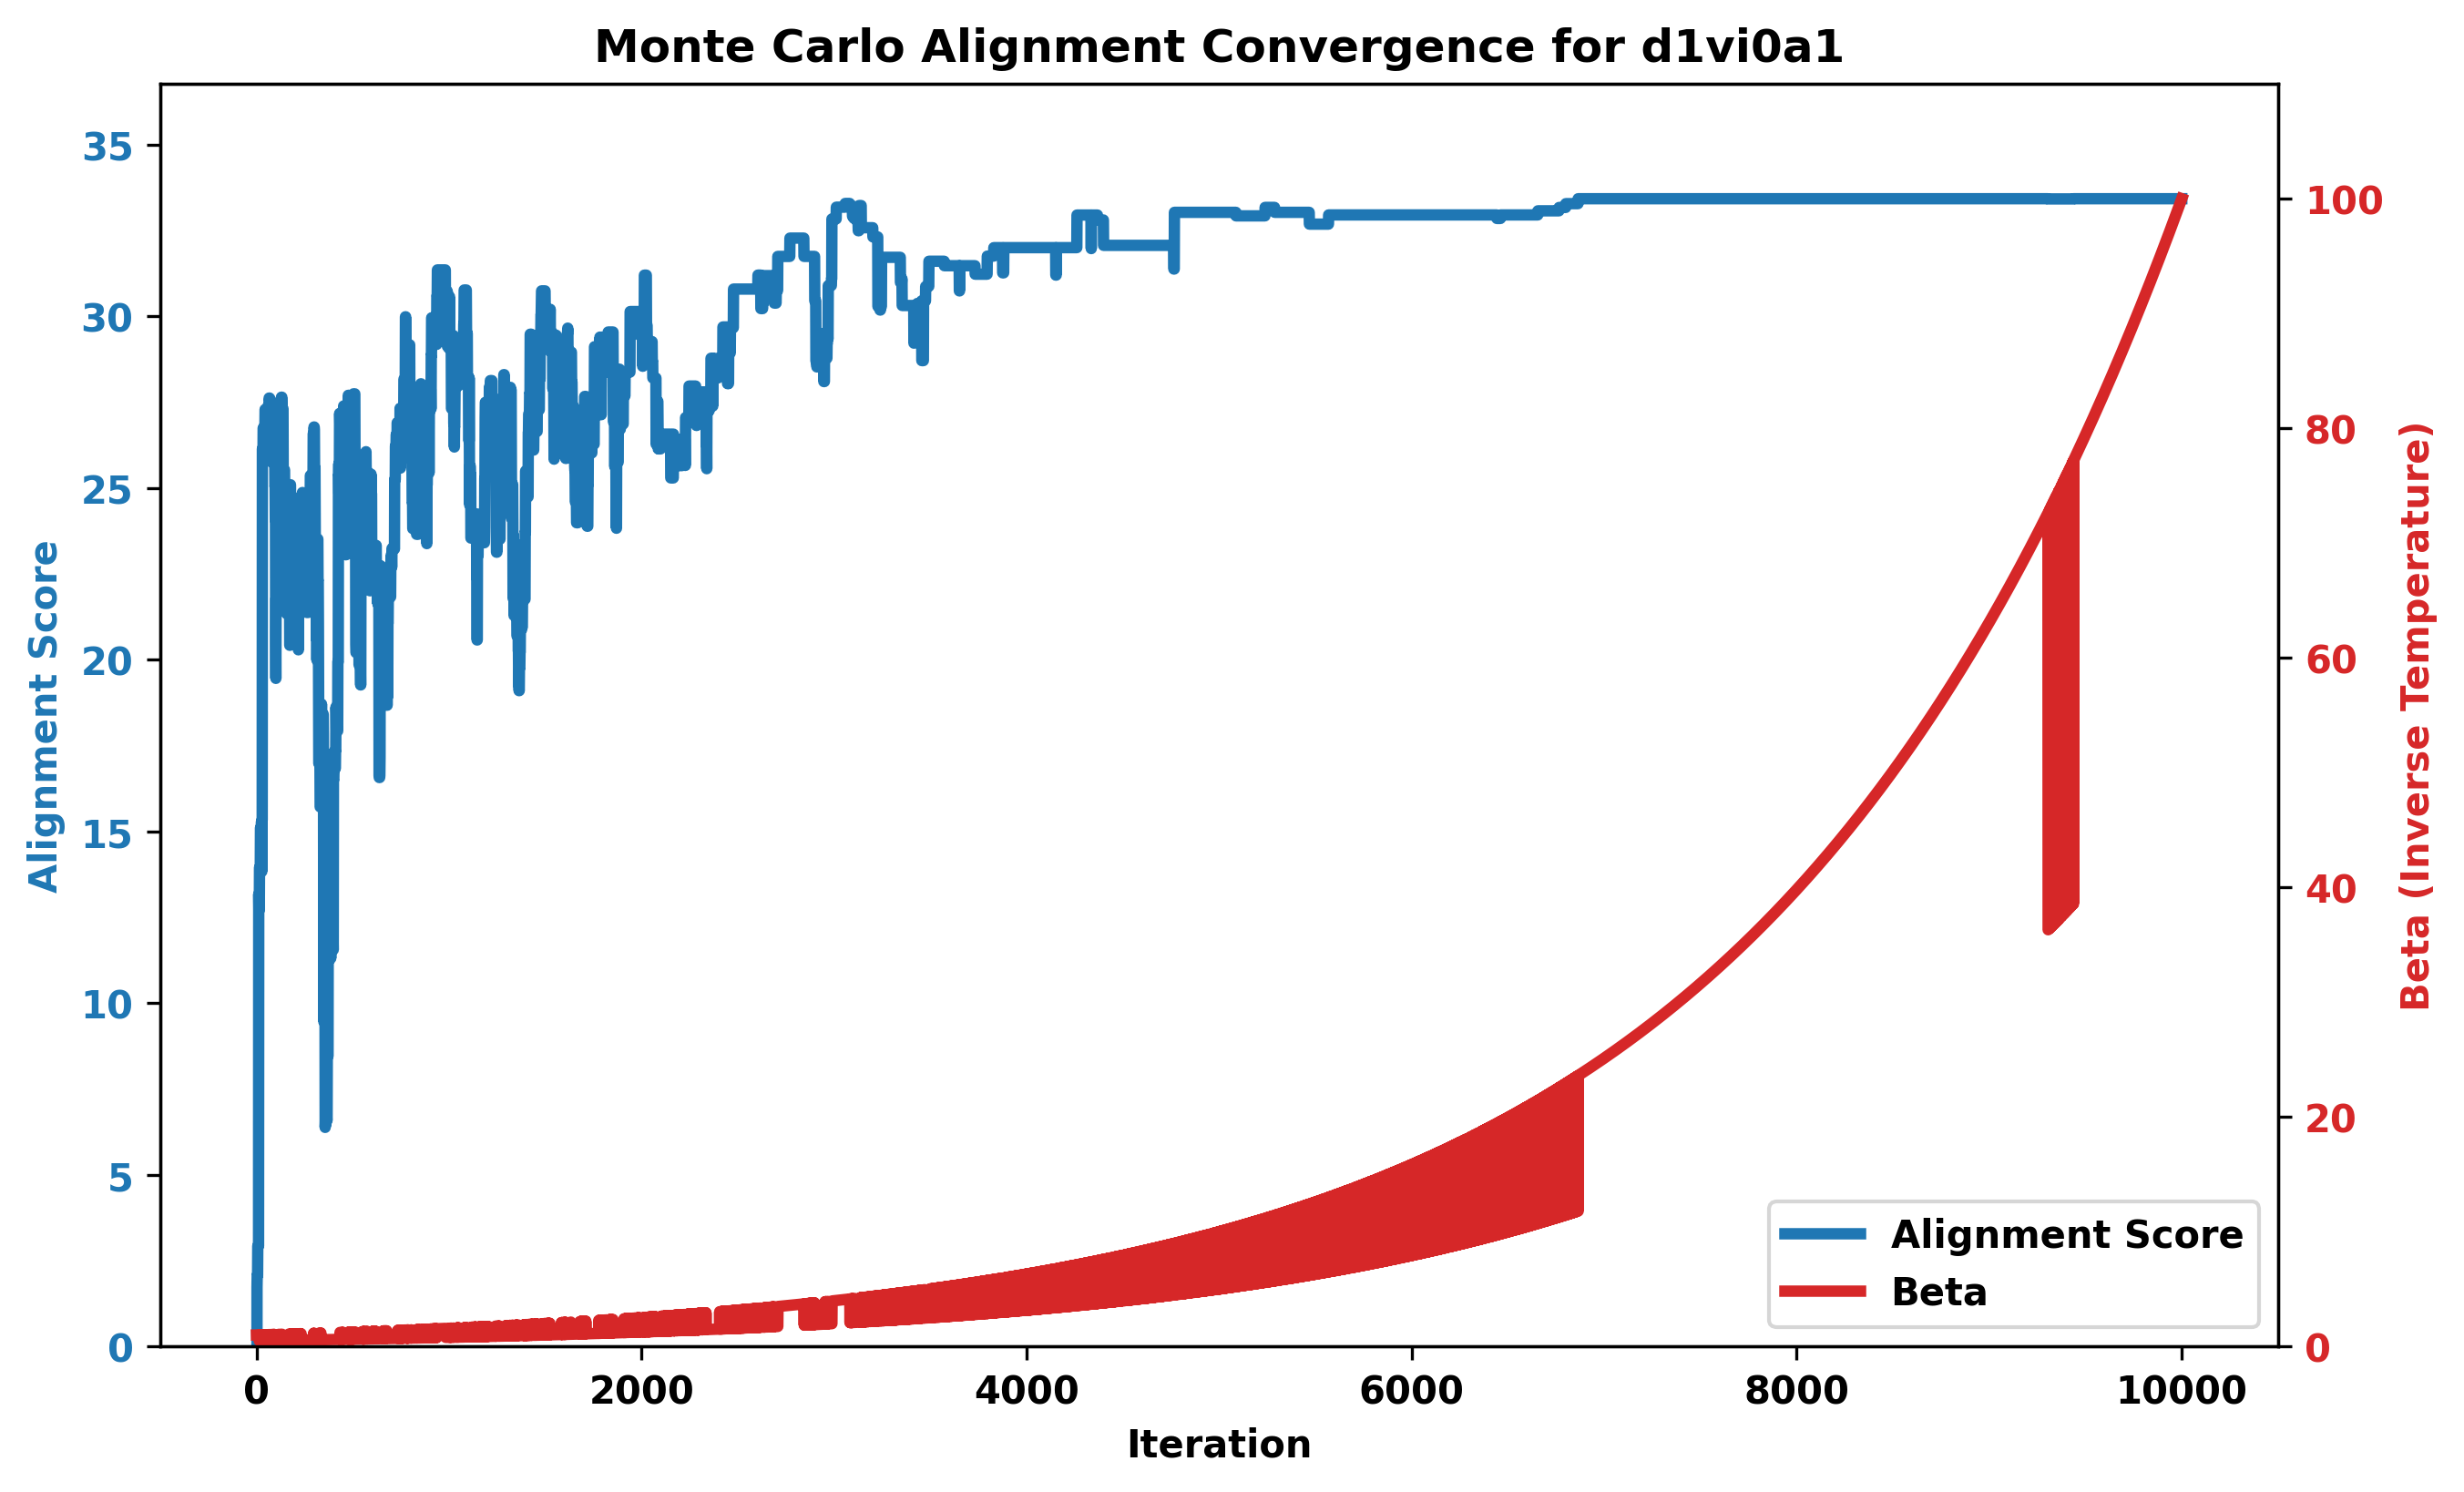 Monte Carlo Alignment Convergence for d1vi0a1
Alignment Score
35
30
25
20
15
10
5
0
100
80
60
40
20
0
Beta (Inverse Temperature)
Alignment Score
Beta
0 2000 4000 6000 8000 10000
Iteration